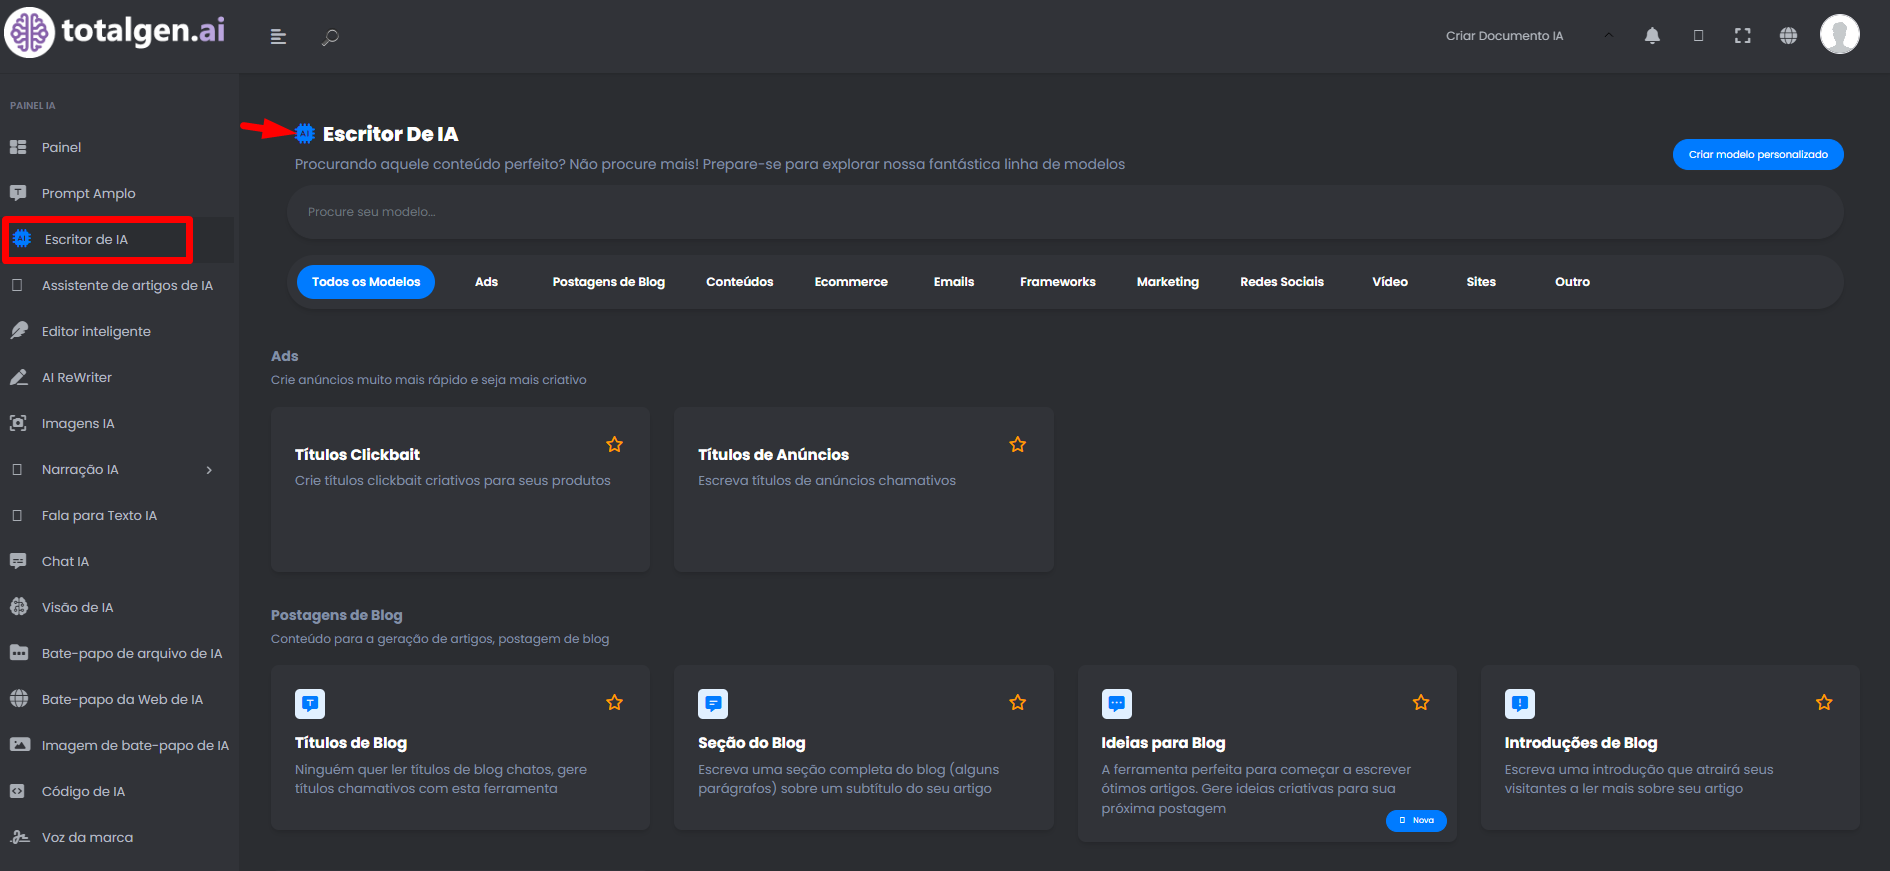 totalgen.ai
Criar Documento IA
PAINEL IA
Painel
Prompt Amplo
Escritor de IA
Assistente de artigos de IA
Editor inteligente
AI ReWriter
Imagens IA
Narração IA
Fala para Texto IA
Chat IA
Visão de IA
Bate-papo de arquivo de IA
Bate-papo da Web de IA
Imagem de bate-papo de IA
Código de IA
Voz da marca
Escritor De IA
Procurando aquele conteúdo perfeito? Não procure mais! Prepare-se para explorar nossa fantástica linha de modelos
Criar modelo personalizado
Procure seu modelo...
Todos os Modelos Ads Postagens de Blog Conteúdos Ecommerce Emails Frameworks Marketing Redes Sociais Vídeo Sites Outro
Ads
Crie anúncios muito mais rápido e seja mais criativo
Títulos Clickbait
Crie títulos clickbait criativos para seus produtos
Títulos de Anúncios
Escreva títulos de anúncios chamativos
Postagens de Blog
Conteúdo para a geração de artigos, postagem de blog
Títulos de Blog
Ninguém quer ler títulos de blog chatos, gere
títulos chamativos com esta ferramenta
Seção do Blog
Escreva uma seção completa do blog (alguns
parágrafos) sobre um subtítulo do seu artigo
Ideias para Blog
A ferramenta perfeita para começar a escrever
ótimos artigos. Gere ideias criativas para sua
próxima postagem
Nova
Introduções de Blog
Escreva uma introdução que atrairá seus
visitantes a ler mais sobre seu artigo